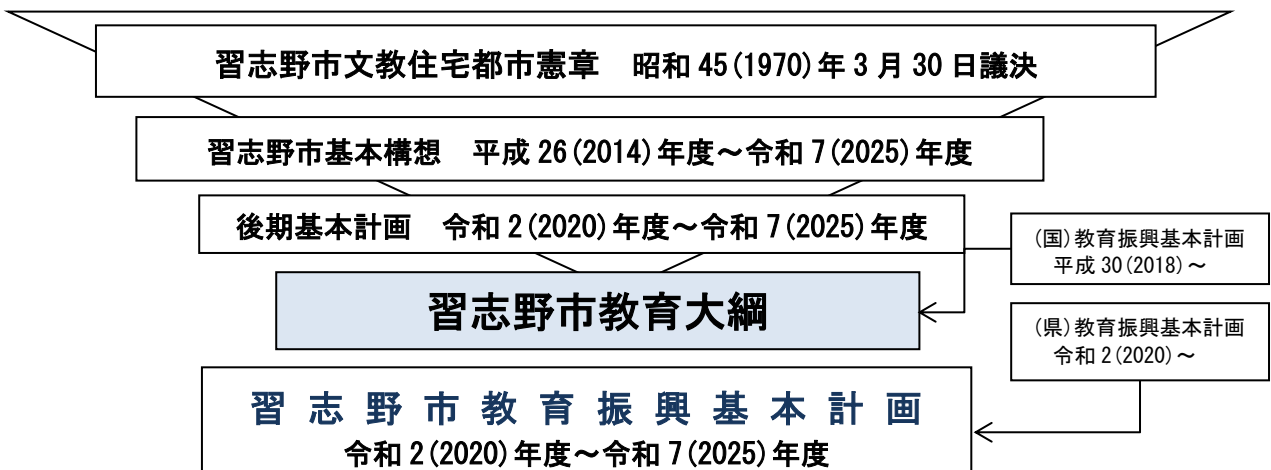 習志野市文教住宅都市憲章 昭和 45(1970)年 3 月 30 日議決
習志野市基本構想 平成 26(2014)年度～令和 7(2025)年度
後期基本計画 令和 2(2020)年度～令和 7(2025)年度
(国)教育振興基本計画
平成 30(2018)～
習志野市教育大綱
(県)教育振興基本計画
令和 2(2020)～
習志野市教育振興基本計画
令和 2(2020)年度～令和 7(2025)年度